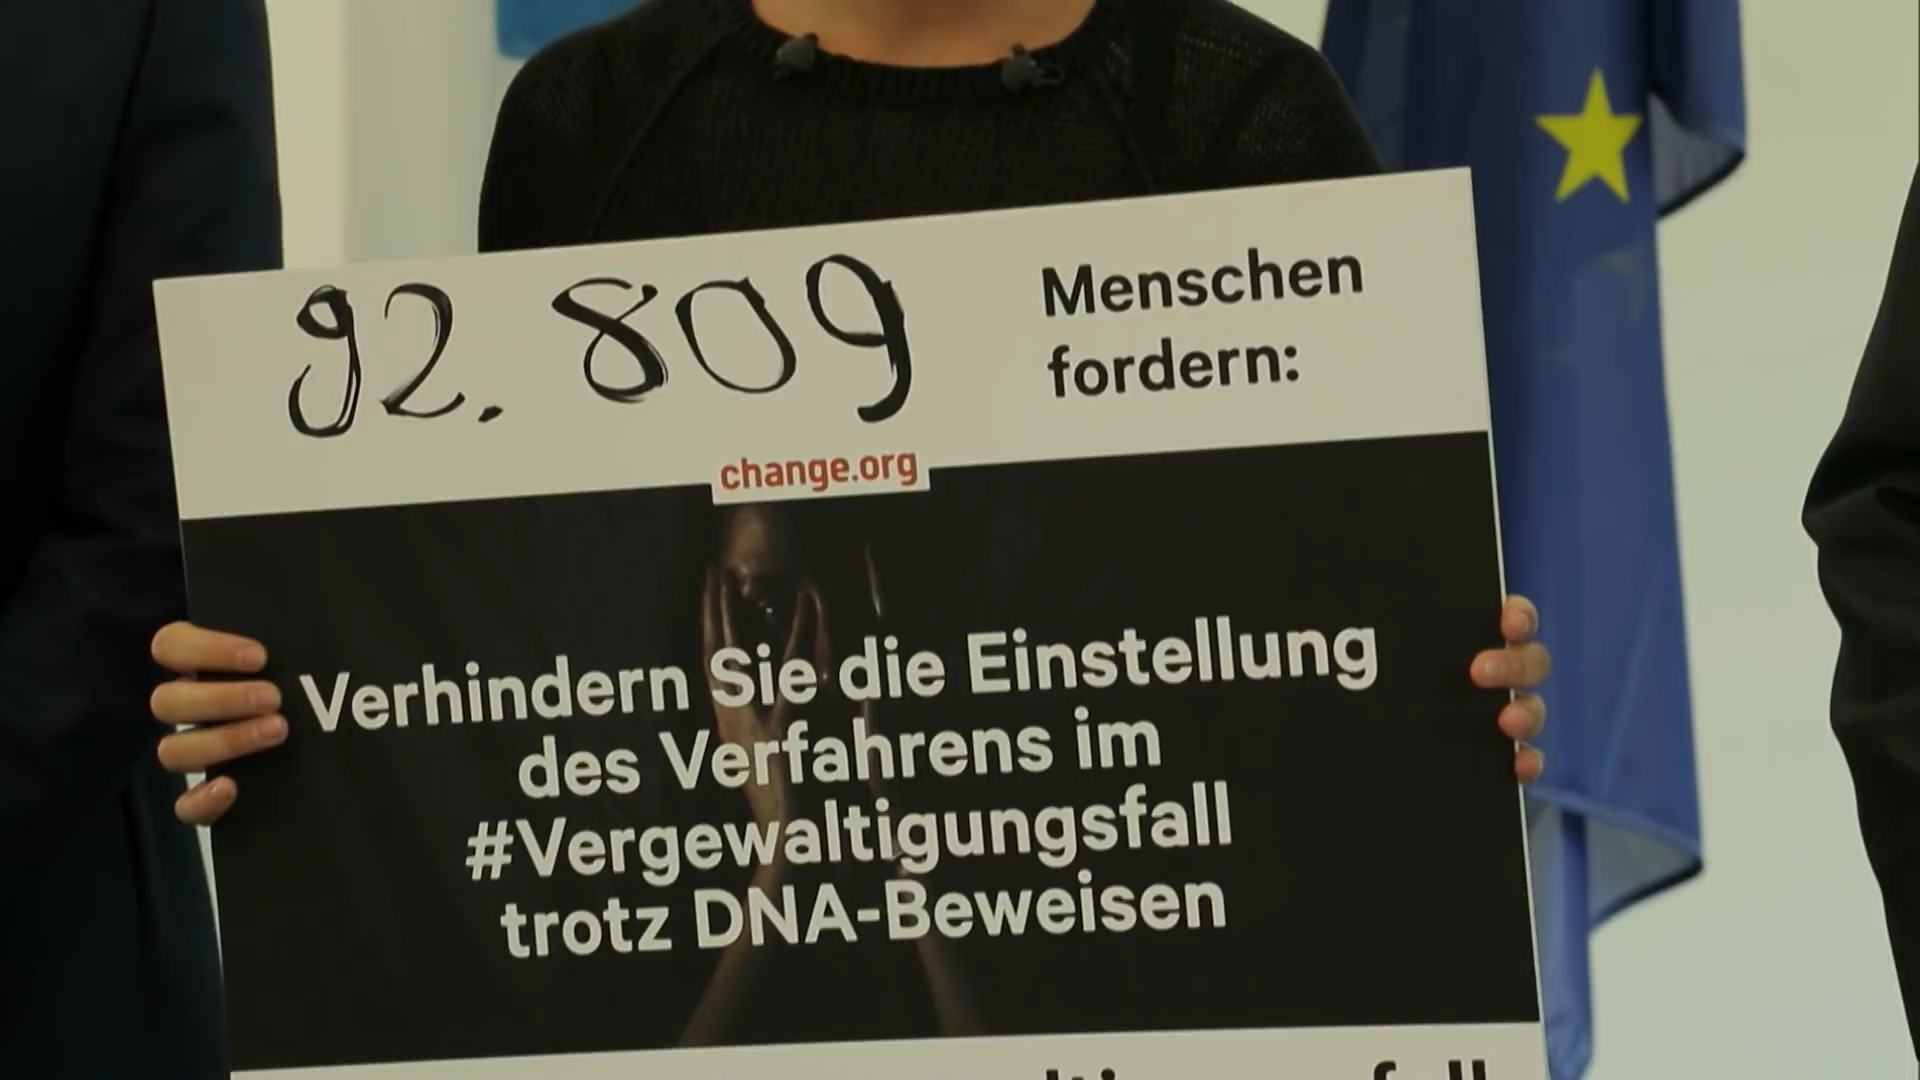 92.809
Menschen
fordern:
change.org
Verhindern Sie die Einstellung
des Verfahrens im
#Vergewaltigungsfall
trotz DNA-Beweisen